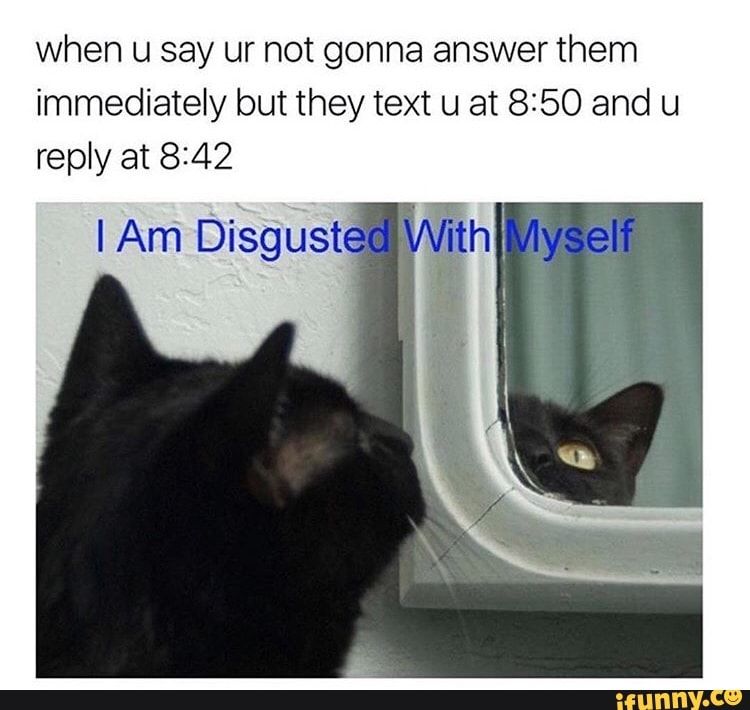 when u say ur not gonna answer them
immediately but they text u at 8:50 and u
reply at 8:42
I Am Disgusted With Myself
ifunny.co